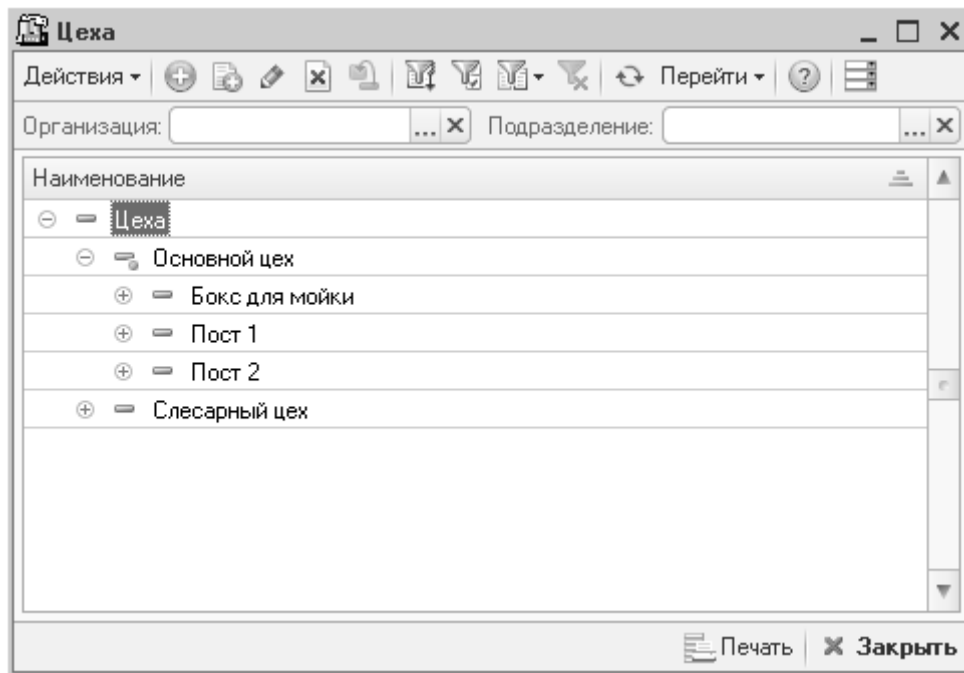 Цеха
Действия Перейти ?
Организация: ... Подразделение: ...
Наименование
Цеха
Основной цех
Бокс для мойки
Пост 1
Пост 2
Слесарный цех
Печать Закрыть